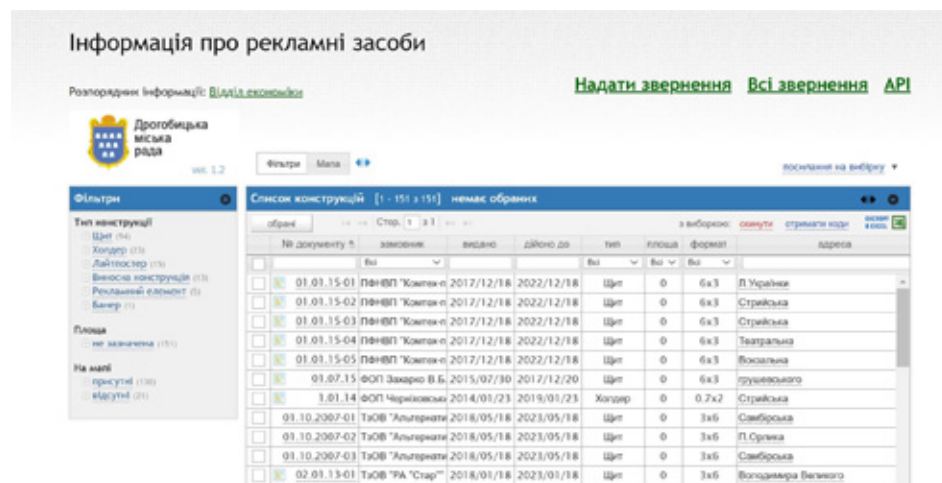 Інформація про рекламні засоби
Розпорядник інформації: Відділ економіки
Надати звернення Всі звернення API
Дрогобицька
міська
рада
ver. 1.2
Фільтри Мапа
посилання на вибірку
Фільтри
Список конструкцій [1 - 151 з 151] немає обраних
Тип конструкції
Щит (94)
Холдер (23)
Лайтпостер (15)
Виносна конструкція (13)
Рекламний елемент (5)
Банер (1)
Площа
не зазначена (151)
На мапі
присутні (130)
відсутні (21)
обрані Стор. 1 з 1 з вибіркою: скинути отримати коди
№ документу замовник видано дійсно до тип площа формат адреса
Всі Всі Всі Всі
01.01.15-01 ПФНВП "Компех-п 2017/12/18 2022/12/18 Щит 0 6x3 Л.Українки
01.01.15-02 ПФНВП 2017/12/18 2022/12/18 Щит 0 6x3 Стрийська
01.01.15-03 ПФНВП 2017/12/18 2022/12/18 Щит 0 6x3 Стрийська
01.01.15-04 ПФНВП 2017/12/18 2022/12/18 Щит 0 6x3 Театральна
01.01.15-05 ПФНВП 2017/12/18 2022/12/18 Щит 0 6x3 Вокзальна
01.07.15 ФОП Захарко В.Б. 2015/07/30 2017/12/20 Щит 0 6x3 грушевського
1.01.14 ФОП 2014/01/23 2019/01/23 Холдер 0 0.7x2 Стрийська
01.10.2007-01 ТзОВ "Альтернати 2018/05/18 2023/05/18 Щит 0 3x6 Самбірська
01.10.2007-02 ТзОВ "Альтернати 2018/05/18 2023/05/18 Щит 0 3x6 П.Орлика
01.10.2007-03 ТзОВ "Альтернати 2018/05/18 2023/05/18 Щит 0 3x6 Самбірська
02.01.13-01 ТзОВ "РА "Стар"" 2018/01/18 2023/01/18 Щит 0 3x6 Володимира Великого